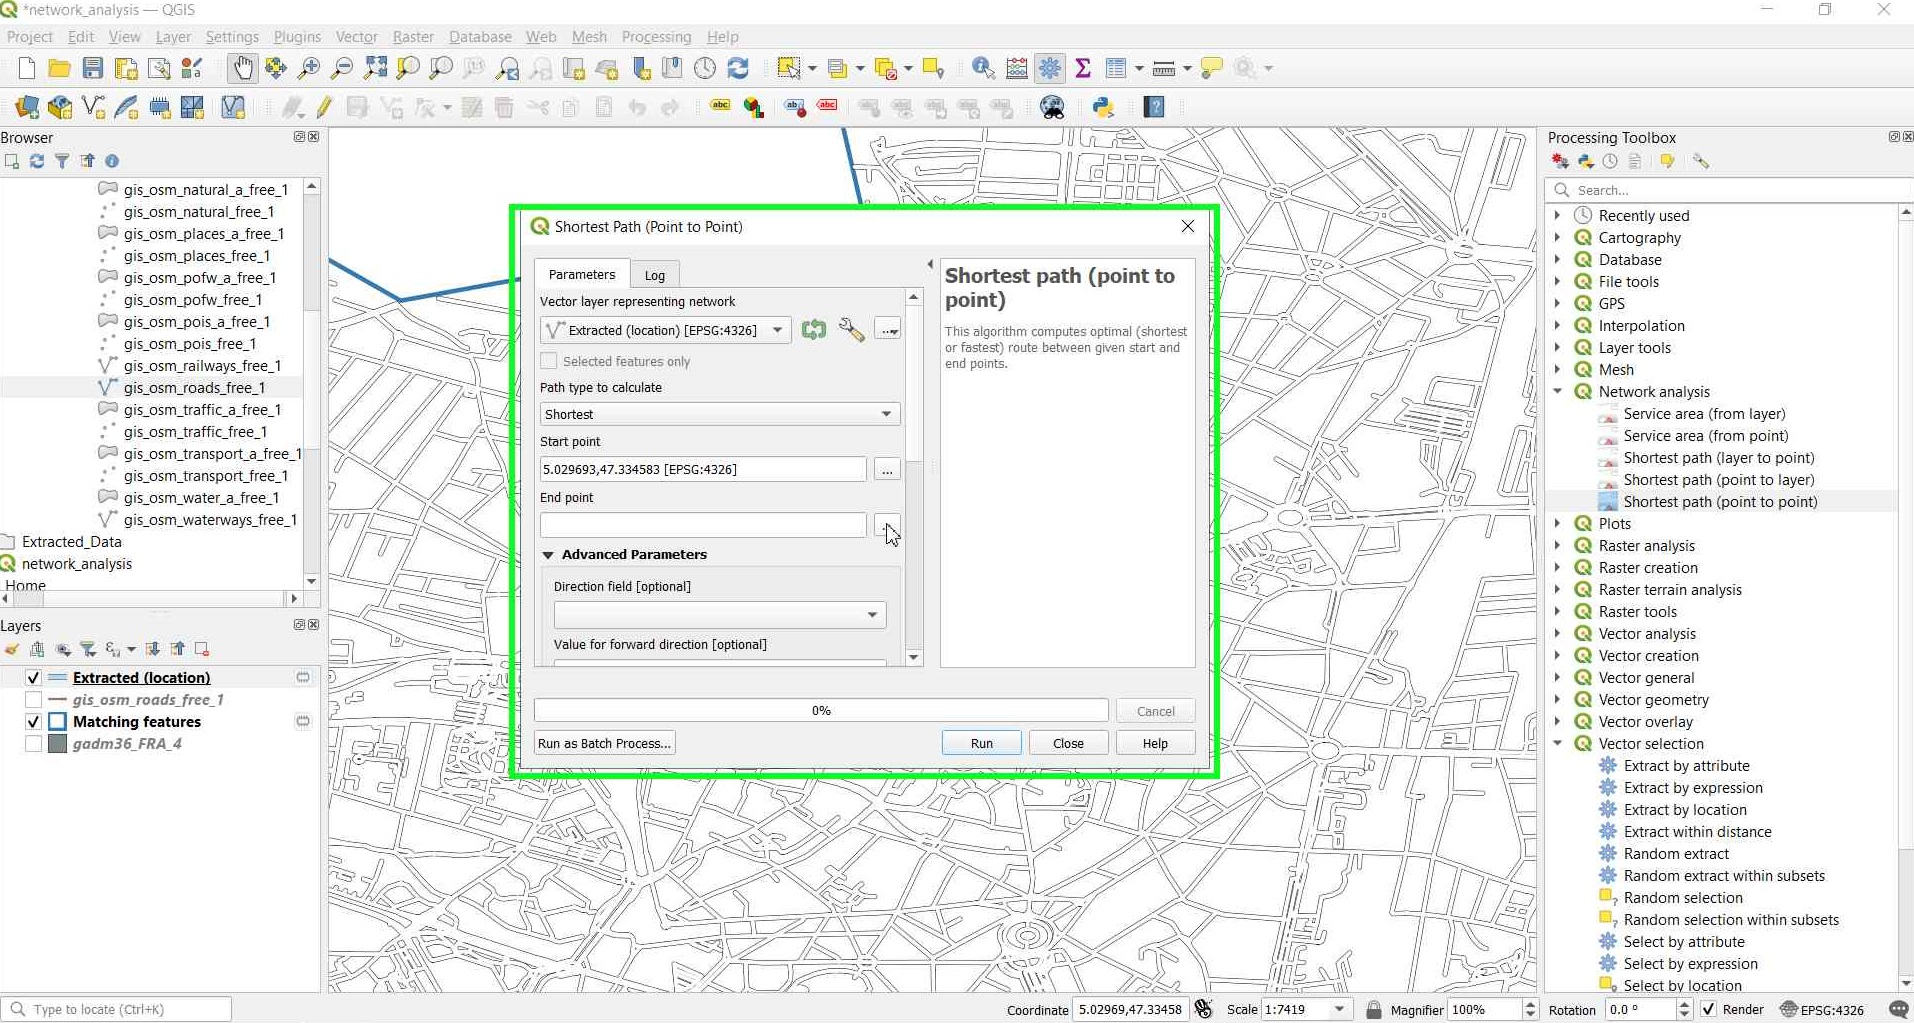 *network_analysis — QGIS
Project Edit View Layer Settings Plugins Vector Raster Database Web Mesh Processing Help
Browser
gis_osm_natural_a_free_1
gis_osm_natural_free_1
gis_osm_places_a_free_1
gis_osm_places_free_1
gis_osm_pofw_a_free_1
gis_osm_pofw_free_1
gis_osm_pois_a_free_1
gis_osm_pois_free_1
gis_osm_railways_free_1
gis_osm_roads_free_1
gis_osm_traffic_a_free_1
gis_osm_traffic_free_1
gis_osm_transport_a_free_1
gis_osm_transport_free_1
gis_osm_water_a_free_1
gis_osm_waterways_free_1
Extracted_Data
network_analysis
Home
Layers
Extracted (location)
gis_osm_roads_free_1
Matching features
gadm36_FRA_4
Shortest Path (Point to Point)
Parameters Log
Vector layer representing network
Extracted (location) [EPSG:4326]
Selected features only
Path type to calculate
Shortest
Start point
5.029693,47.334583 [EPSG:4326]
...
End point
Advanced Parameters
Direction field [optional]
Value for forward direction [optional]
Shortest path (point to
point)
This algorithm computes optimal (shortest
or fastest) route between given start and
end points.
0%
Cancel
Run as Batch Process...
Run
Close
Help
Processing Toolbox
Search...
Recently used
Cartography
Database
File tools
GPS
Interpolation
Layer tools
Mesh
Network analysis
Service area (from layer)
Service area (from point)
Shortest path (layer to point)
Shortest path (point to layer)
Shortest path (point to point)
Plots
Raster analysis
Raster creation
Raster terrain analysis
Raster tools
Vector analysis
Vector creation
Vector general
Vector geometry
Vector overlay
Vector selection
Extract by attribute
Extract by expression
Extract by location
Extract within distance
Random extract
Random extract within subsets
Random selection
Random selection within subsets
Select by attribute
Select by expression
Select by location
Type to locate (Ctrl+K)
Coordinate 5.02969,47.33458 Scale 1:7419 Magnifier 100% Rotation 0.0 ° Render EPSG:4326